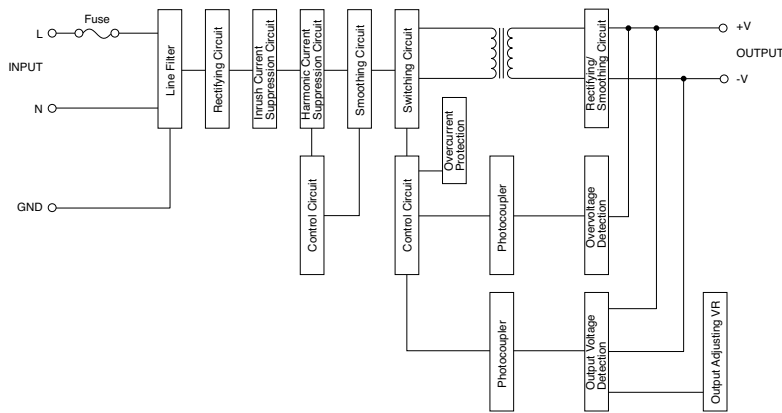 Fuse
L
INPUT
N
GND
Line Filter
Rectifying Circuit
Inrush Current
Suppression Circuit
Harmonic Current
Suppression Circuit
Smoothing Circuit
Switching Circuit
Rectifying/
Smoothing Circuit
+V
OUTPUT
-V
Control Circuit
Control Circuit
Overcurrent
Protection
Photocoupler
Overvoltage
Detection
Photocoupler
Output Voltage
Detection
Output Adjusting VR